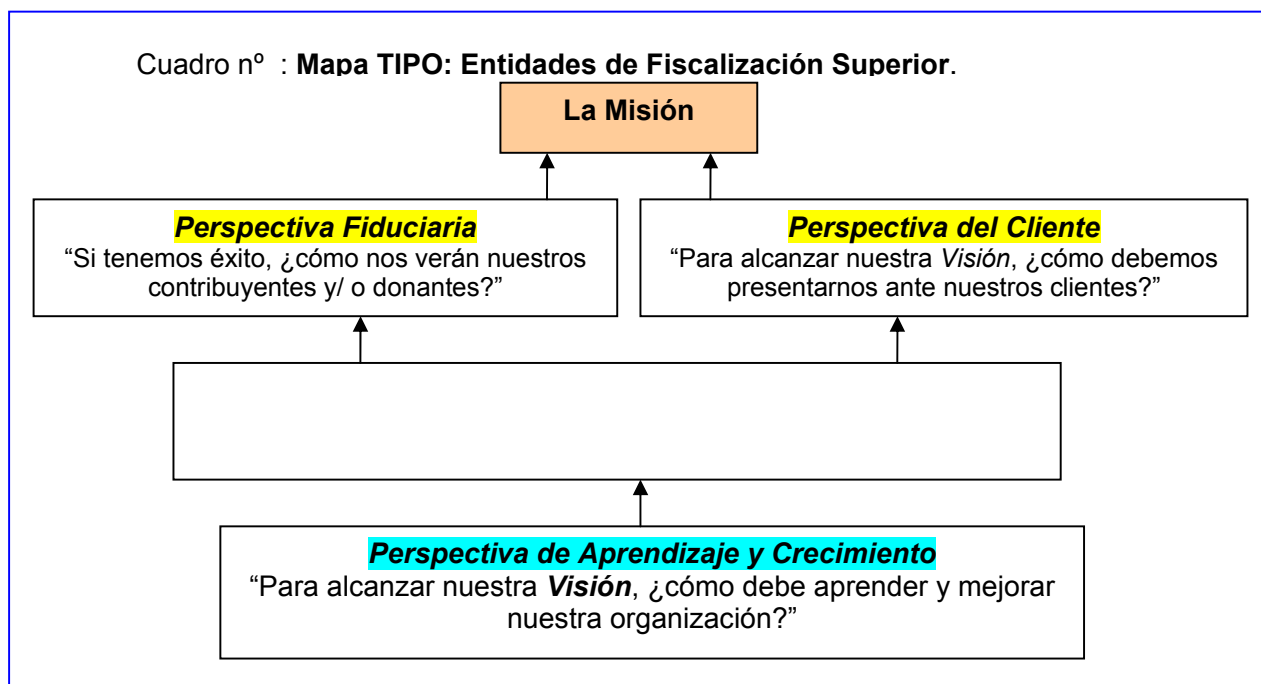 Cuadro nº : Mapa TIPO: Entidades de Fiscalización Superior.
La Misión
Perspectiva Fiduciaria
“Si tenemos éxito, ¿cómo nos verán nuestros
contribuyentes y/ o donantes?”
Perspectiva del Cliente
“Para alcanzar nuestra Visión, ¿cómo debemos
presentarnos ante nuestros clientes?”
Perspectiva de Aprendizaje y Crecimiento
“Para alcanzar nuestra Visión, ¿cómo debe aprender y mejorar
nuestra organización?”